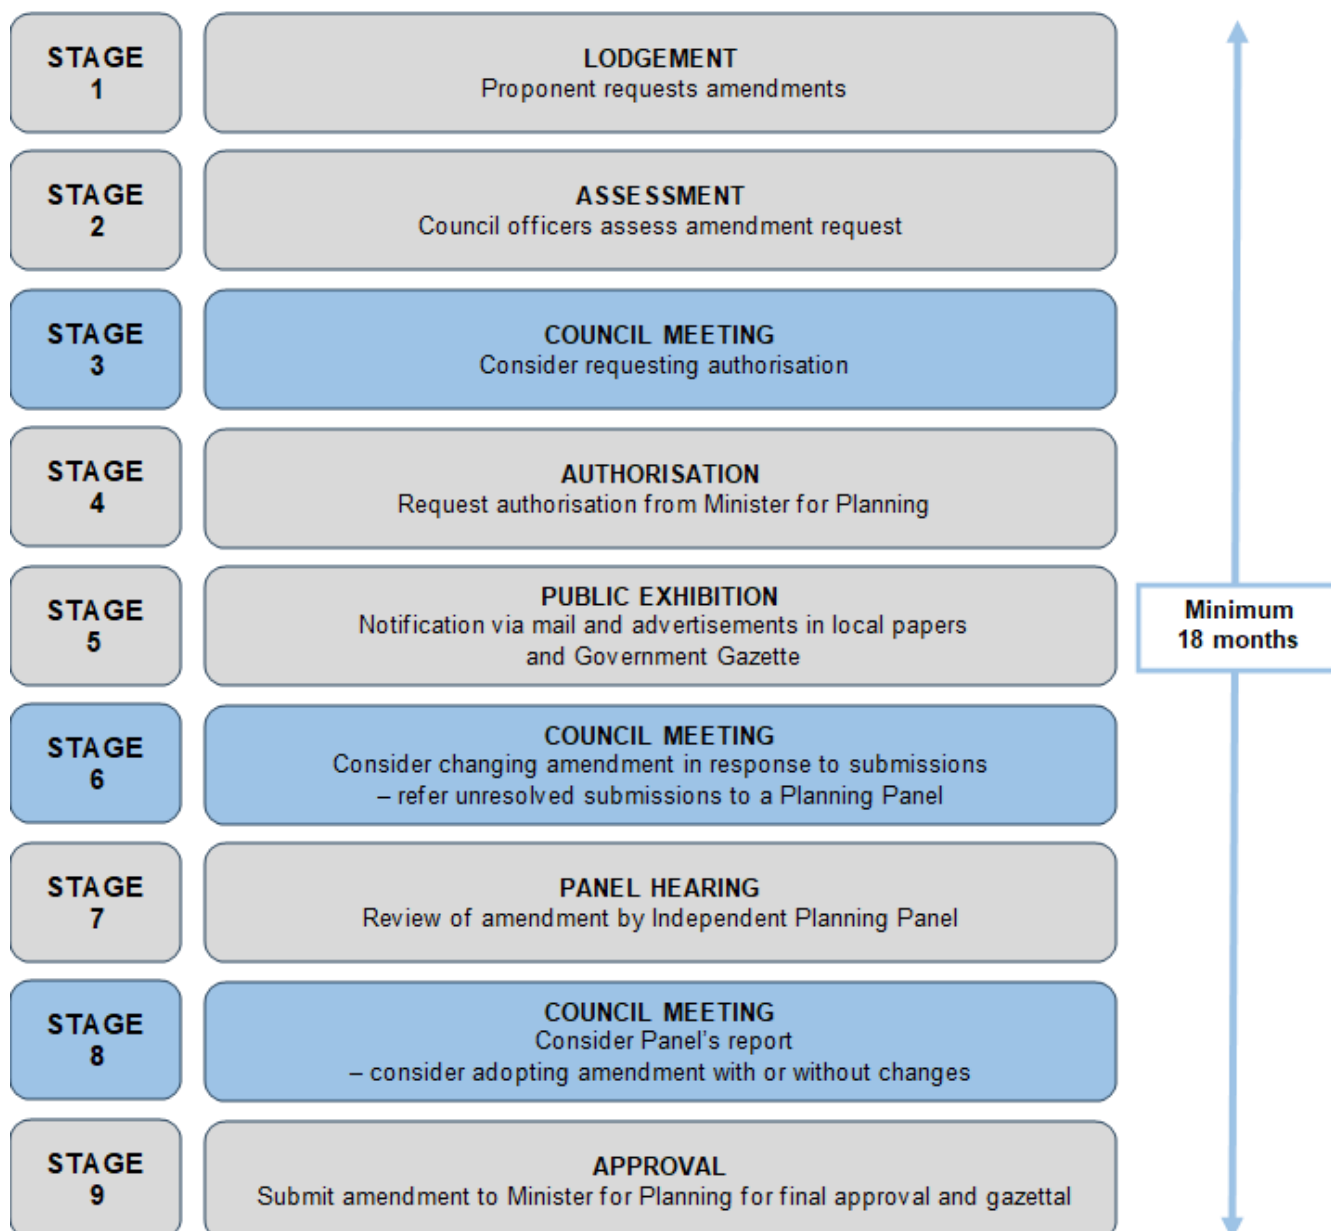 STAGE
1
LODGEMENT
Proponent requests amendments
STAGE
2
ASSESSMENT
Council officers assess amendment request
STAGE
3
COUNCIL MEETING
Consider requesting authorisation
STAGE
4
AUTHORISATION
Request authorisation from Minister for Planning
STAGE
5
PUBLIC EXHIBITION
Notification via mail and advertisements in local papers
and Government Gazette
Minimum
18 months
STAGE
6
COUNCIL MEETING
Consider changing amendment in response to submissions
– refer unresolved submissions to a Planning Panel
STAGE
7
PANEL HEARING
Review of amendment by Independent Planning Panel
STAGE
8
COUNCIL MEETING
Consider Panel's report
– consider adopting amendment with or without changes
STAGE
9
APPROVAL
Submit amendment to Minister for Planning for final approval and gazettal